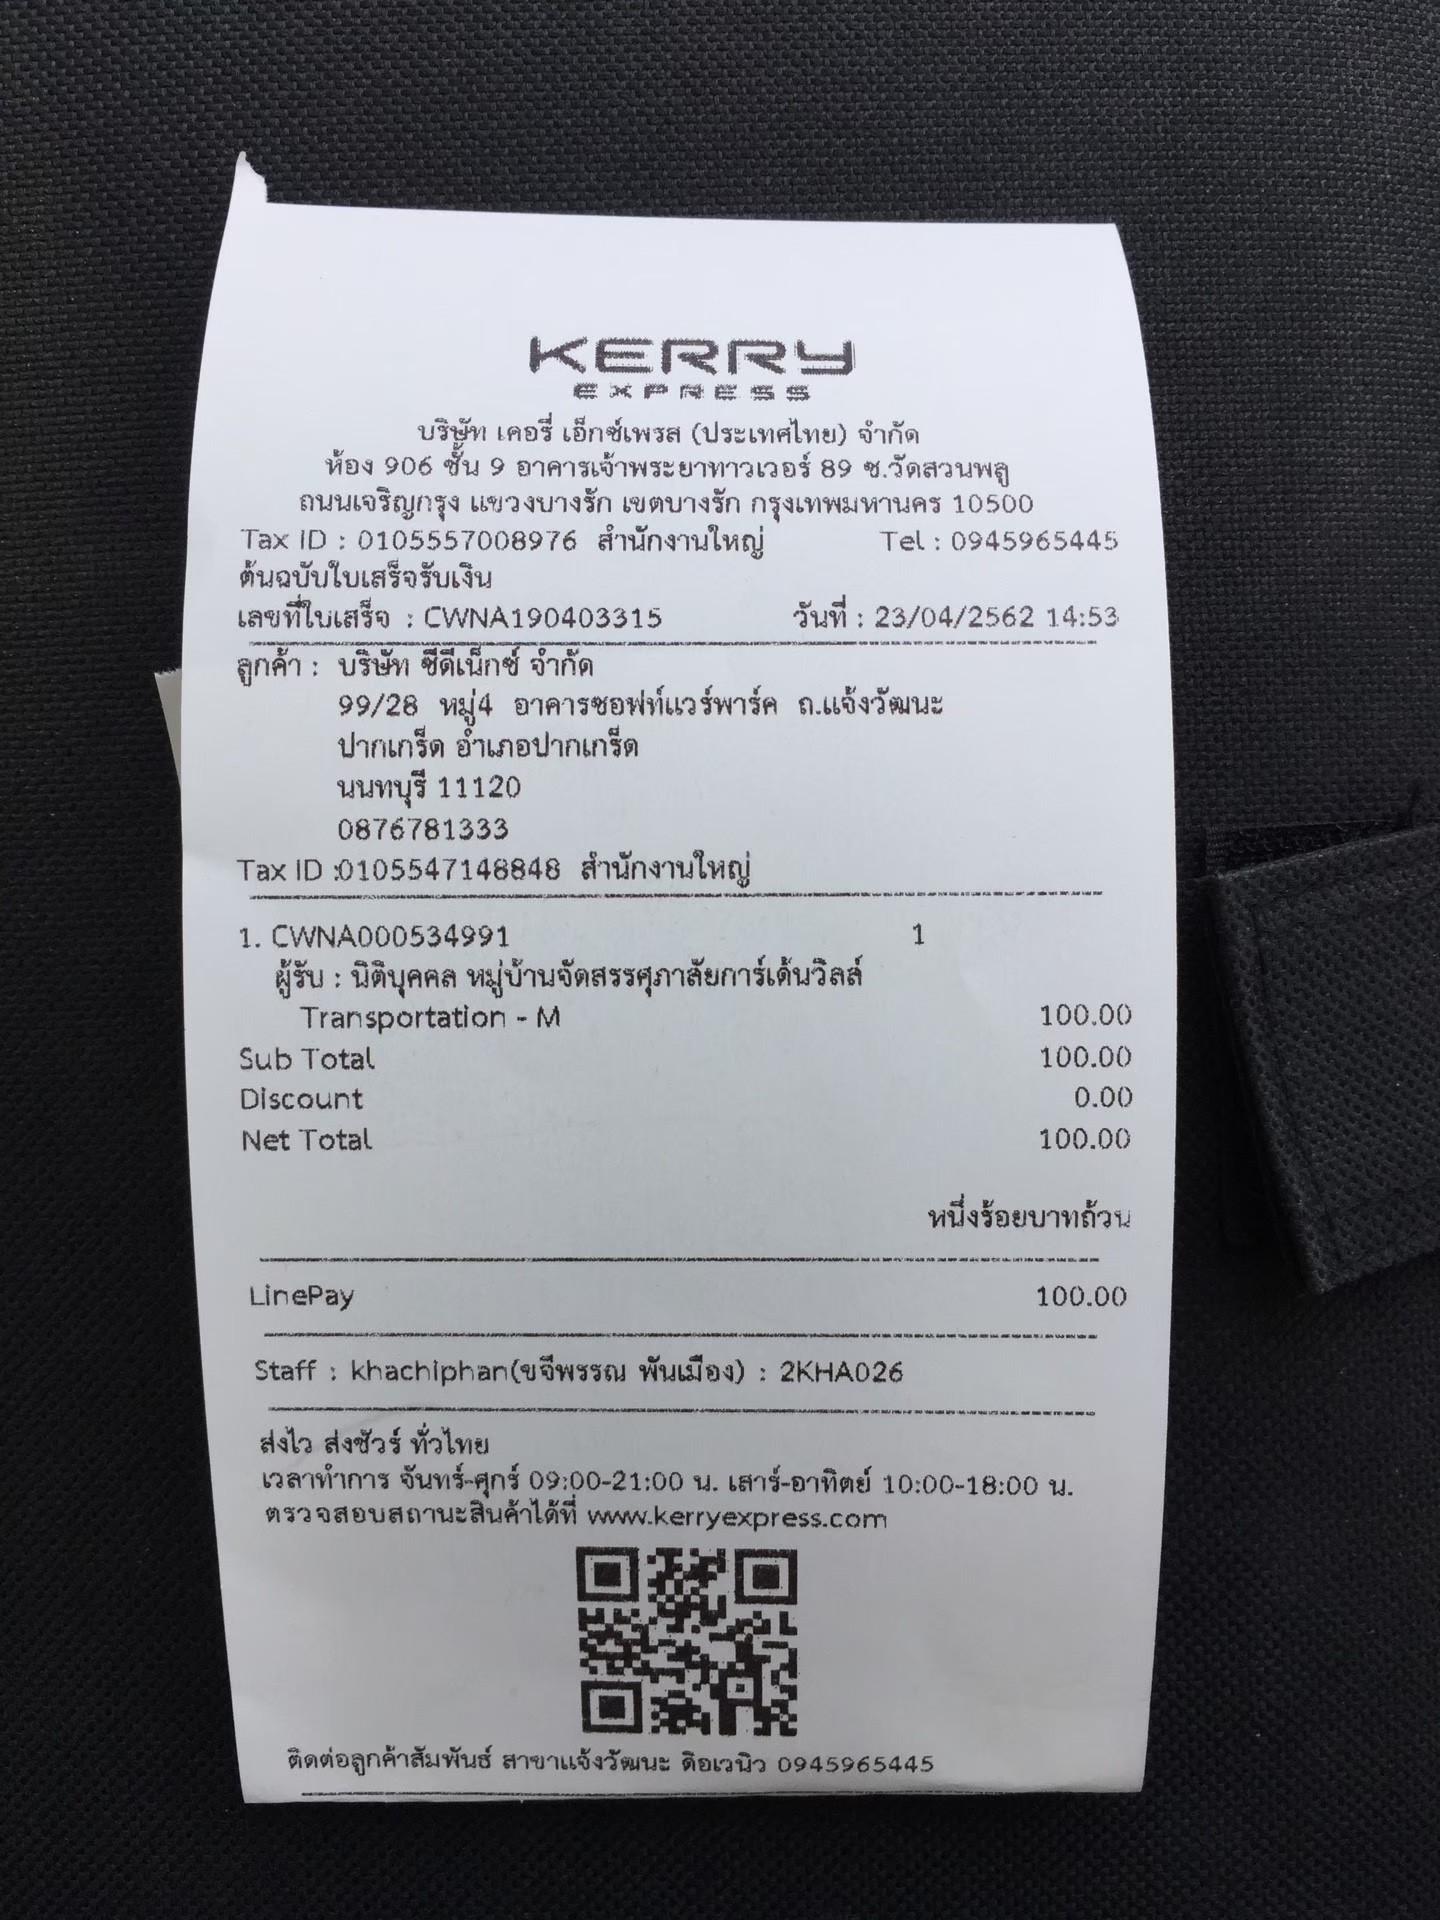 KERRY
EXPRESS
บริษัท เคอรี่ เอ็กซ์เพรส (ประเทศไทย) จำกัด
ห้อง 906 ชั้น 9 อาคารเจ้าพระยาทาวเวอร์ 89 ซ.วัดสวนพลู
ถนนเจริญกรุง แขวงบางรัก เขตบางรัก กรุงเทพมหานคร 10500
Tax ID : 0105557008976 สำนักงานใหญ่ Tel : 0945965445
ต้นฉบับใบเสร็จรับเงิน
เลขที่ใบเสร็จ : CWNA190403315 วันที่ : 23/04/2562 14:53
ลูกค้า : บริษัท ซีดีเน็กซ์ จำกัด
99/28 หมู่4 อาคารซอฟท์แวร์พาร์ค ถ.แจ้งวัฒนะ
ปากเกร็ด อำเภอปากเกร็ด
นนทบุรี 11120
0876781333
Tax ID :0105547148848 สำนักงานใหญ่
1. CWNA000534991 1
ผู้รับ : นิติบุคคล หมู่บ้านจัดสรรศุภาลัยการ์เด้นวิลล์
Transportation - M 100.00
Sub Total 100.00
Discount 0.00
Net Total 100.00
หนึ่งร้อยบาทถ้วน
LinePay 100.00
Staff : khachiphan(ขจีพรรณ พันเมือง) : 2KHA026
ส่งไว ส่งชัวร์ ทั่วไทย
เวลาทำการ จันทร์-ศุกร์ 09:00-21:00 น. เสาร์-อาทิตย์ 10:00-18:00 น.
ตรวจสอบสถานะสินค้าได้ที่ www.kerryexpress.com
ติดต่อลูกค้าสัมพันธ์ สาขาแจ้งวัฒนะ ดิอเวนิว 0945965445